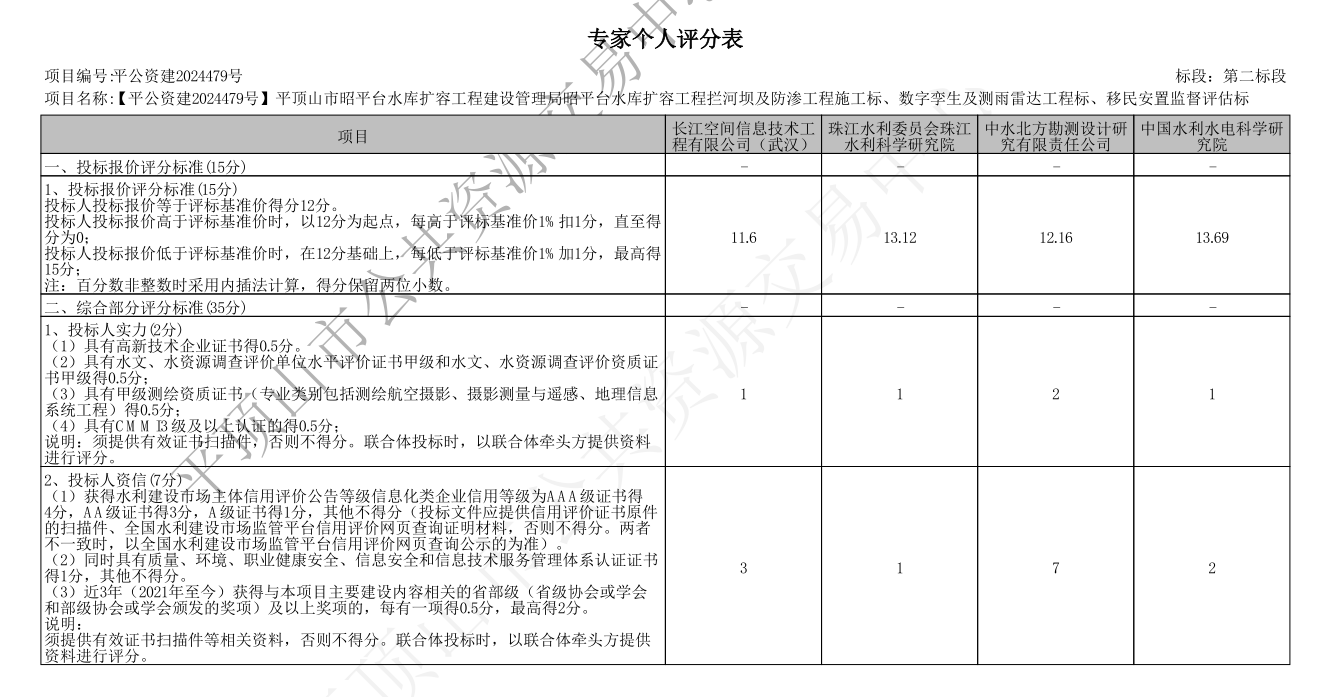 专家个人评分表
项目编号:平公资建2024479号
标段：第二标段
项目名称:【平公资建2024479号】平顶山市昭平台水库扩容工程建设管理局昭平台水库扩容工程拦河坝及防渗工程施工标、数字孪生及测雨雷达工程标、移民安置监督评估标
项目
长江空间信息技术工
程有限公司（武汉）
珠江水利委员会珠江
水利科学研究院
中水北方勘测设计研
究有限责任公司
中国水利水电科学研
究院
一、投标报价评分标准(15分)
–
–
–
–
1、投标报价评分标准(15分)
投标人投标报价等于评标基准价得分12分。
投标人投标报价高于评标基准价时，以12分为起点，每高于评标基准价1% 扣1分，直至得
分为0；
投标人投标报价低于评标基准价时，在12分基础上，每低于评标基准价1% 加1分，最高得
15分；
注：百分数非整数时采用内插法计算，得分保留两位小数。
11.6
13.12
12.16
13.69
二、综合部分评分标准(35分)
–
–
–
–
1、投标人实力(2分)
（1）具有高新技术企业证书得0.5分。
（2）具有水文、水资源调查评价单位水平评价证书甲级和水文、水资源调查评价资质证
书甲级得0.5分；
（3）具有甲级测绘资质证书（专业类别包括测绘航空摄影、摄影测量与遥感、地理信息
系统工程）得0.5分；
（4）具有CMMI3级及以上认证的得0.5分；
说明：须提供有效证书扫描件，否则不得分。联合体投标时，以联合体牵头方提供资料
进行评分。
1
1
2
1
2、投标人资信(7分)
（1）获得水利建设市场主体信用评价公告等级信息化类企业信用等级为AAA级证书得
4分，AA级证书得3分，A级证书得1分，其他不得分（投标文件应提供信用评价证书原件
的扫描件、全国水利建设市场监管平台信用评价网页查询证明材料，否则不得分。两者
不一致时，以全国水利建设市场监管平台信用评价网页查询公示的为准）。
（2）同时具有质量、环境、职业健康安全、信息安全和信息技术服务管理体系认证证书
得1分，其他不得分。
（3）近3年（2021年至今）获得与本项目主要建设内容相关的省部级（省级协会或学会
和部级协会或学会颁发的奖项）及以上奖项的，每有一项得0.5分，最高得2分。
说明：
须提供有效证书扫描件等相关资料，否则不得分。联合体投标时，以联合体牵头方提供
资料进行评分。
3
1
7
2
平顶山市公共资源交易中
平顶山市公共资源交易中